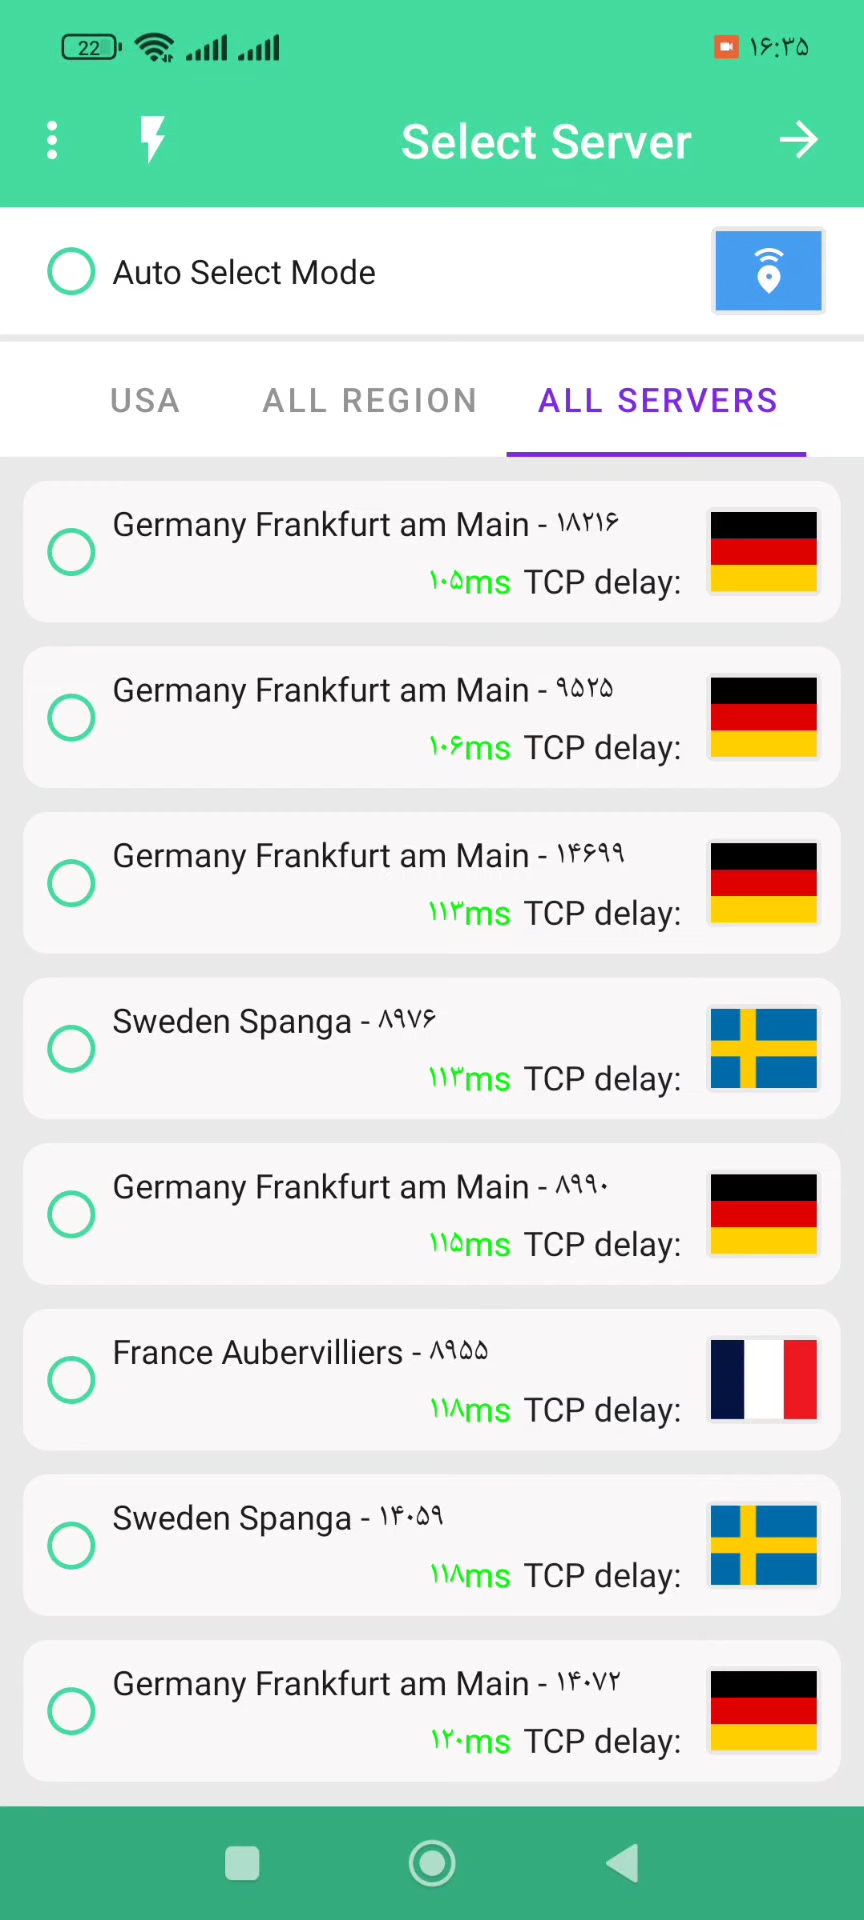 22
۱۶:۳۵
Select Server
Auto Select Mode
USA
ALL REGION
ALL SERVERS
Germany Frankfurt am Main - ۱۸۲۱۶
۱۰۵ms TCP delay:
Germany Frankfurt am Main - ۹۵۲۵
۱۰۶ms TCP delay:
Germany Frankfurt am Main - ۱۴۶۹۹
۱۱۳ms TCP delay:
Sweden Spanga - ۸۹۷۶
۱۱۳ms TCP delay:
Germany Frankfurt am Main - ۸۹۹۰
۱۱۵ms TCP delay:
France Aubervilliers - ۸۹۵۵
۱۱۸ms TCP delay:
Sweden Spanga - ۱۴۰۵۹
۱۱۸ms TCP delay:
Germany Frankfurt am Main - ۱۴۰۷۲
۱۲۰ms TCP delay: